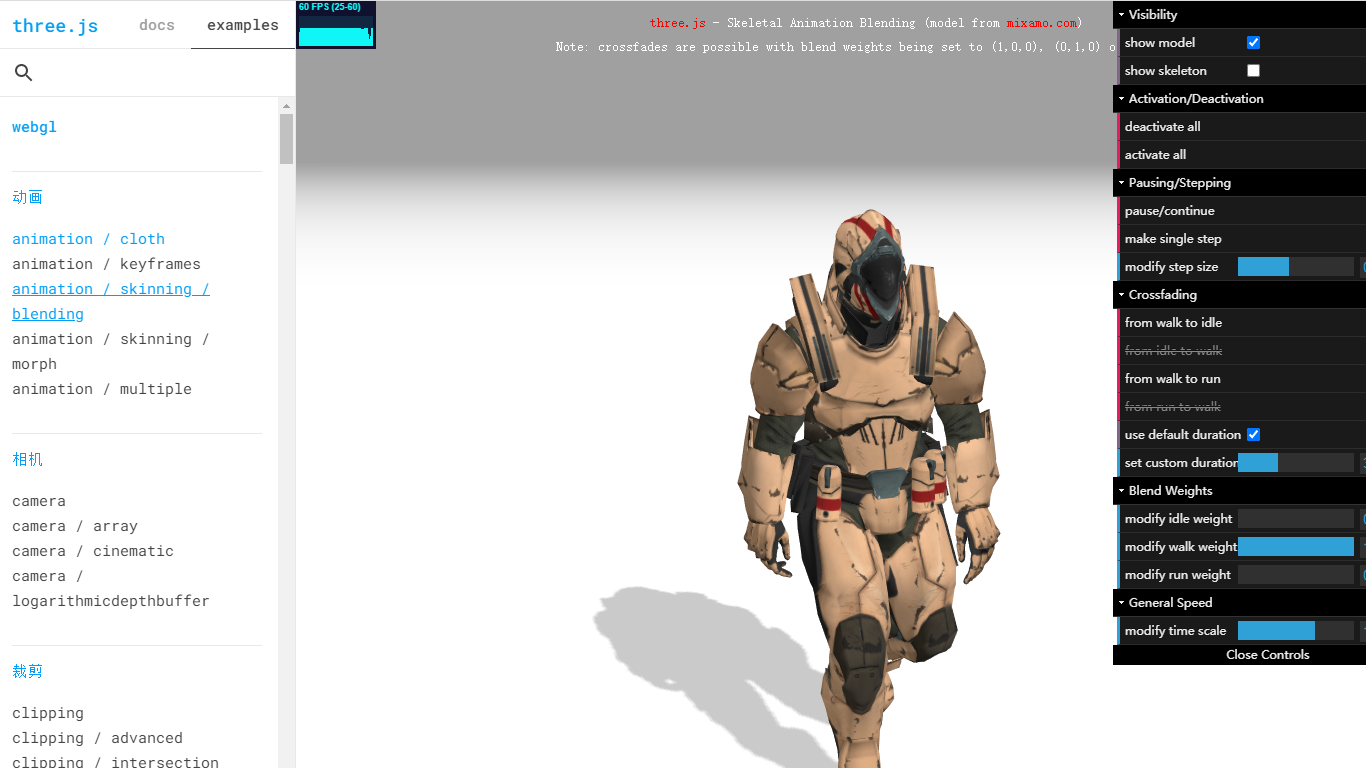 three.js docs examples
webgl
动画
animation / cloth
animation / keyframes
animation / skinning /
blending
animation / skinning /
morph
animation / multiple
相机
camera
camera / array
camera / cinematic
camera /
logarithmicdepthbuffer
裁剪
clipping
clipping / advanced
clipping / intersection
60 FPS (25-60)
three.js - Skeletal Animation Blending (model from mixamo.com)
Note: crossfades are possible with blend weights being set to (1,0,0), (0,1,0) o
Visibility
show model
show skeleton
Activation/Deactivation
deactivate all
activate all
Pausing/Stepping
pause/continue
make single step
modify step size
Crossfading
from walk to idle
from idle to walk
from walk to run
from run to walk
use default duration
set custom duration
Blend Weights
modify idle weight
modify walk weight
modify run weight
General Speed
modify time scale
Close Controls